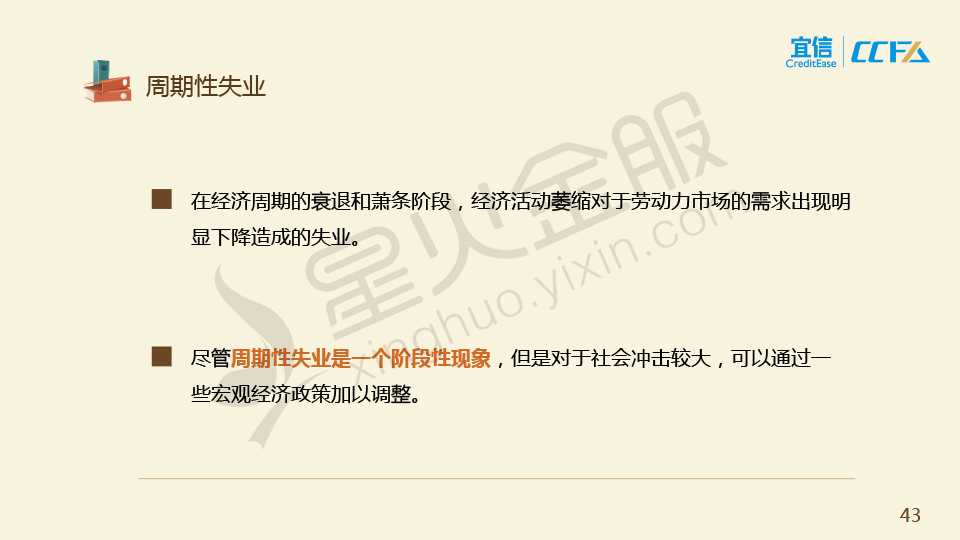 宜信
CreditEase
CCFA
周期性失业
在经济周期的衰退和萧条阶段，经济活动萎缩对于劳动力市场的需求出现明
显下降造成的失业。
星火金服
xinghuo.yixin.com
尽管周期性失业是一个阶段性现象，但是对于社会冲击较大，可以通过一
些宏观经济政策加以调整。
43